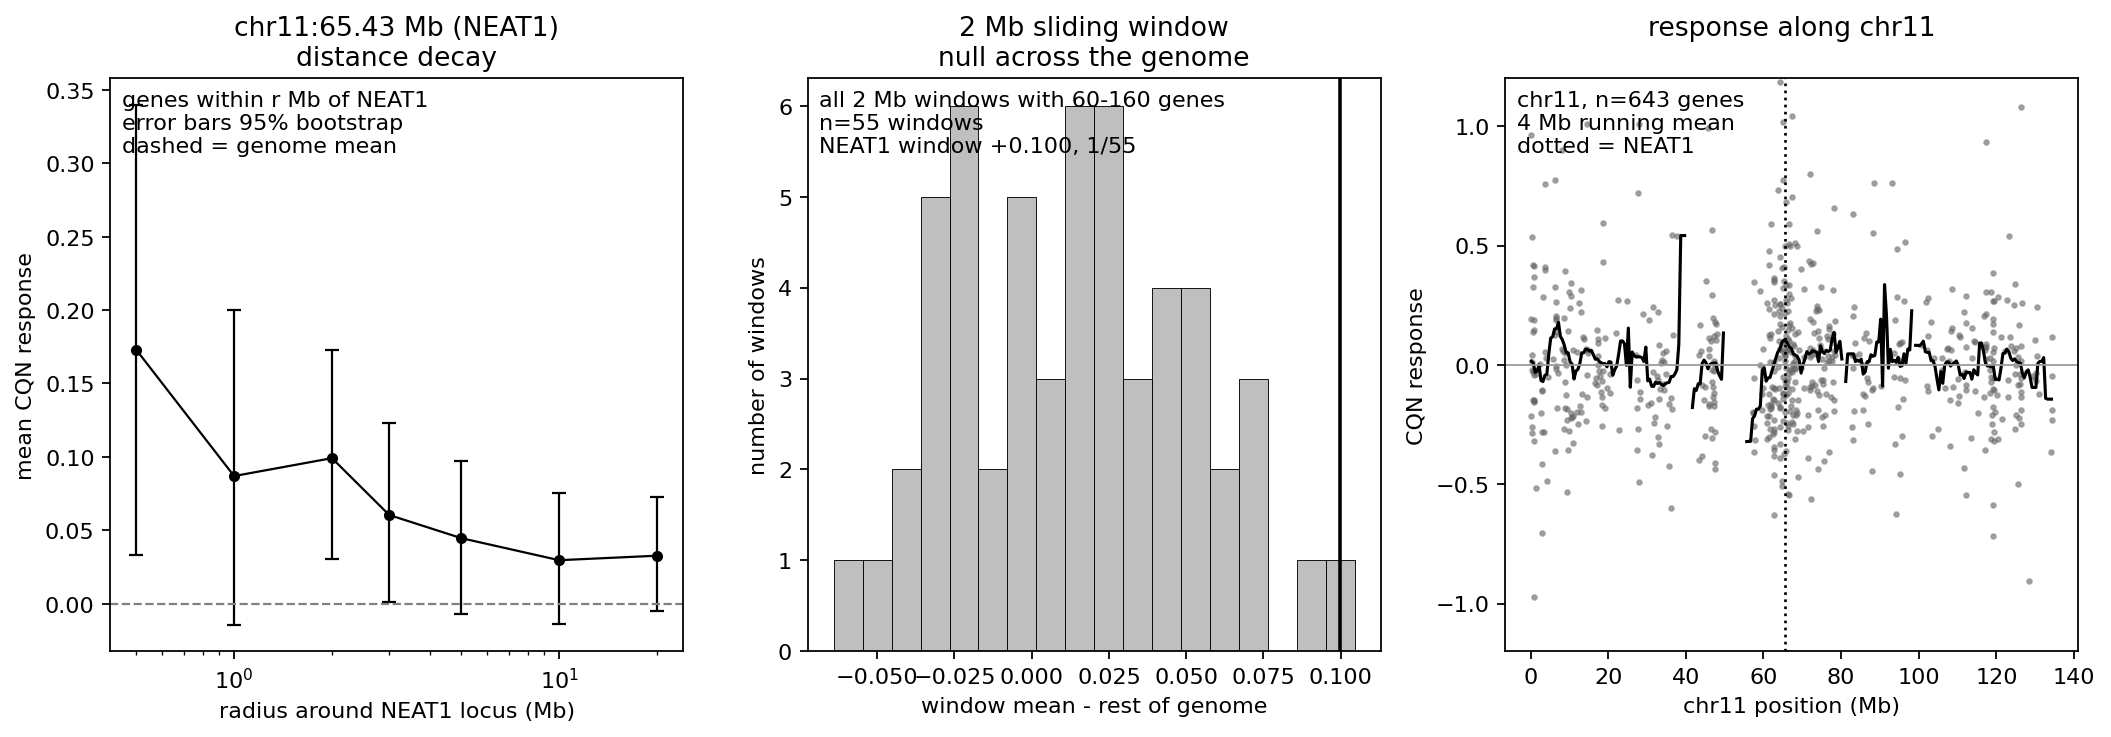 chr11:65.43 Mb (NEAT1)
distance decay
genes within r Mb of NEAT1
error bars 95% bootstrap
dashed = genome mean
mean CQN response
0.35
0.30
0.25
0.20
0.15
0.10
0.05
0.00
10⁰
10¹
radius around NEAT1 locus (Mb)
2 Mb sliding window
null across the genome
all 2 Mb windows with 60-160 genes
n=55 windows
NEAT1 window +0.100, 1/55
number of windows
6
5
4
3
2
1
0
−0.050
−0.025
0.000
0.025
0.050
0.075
0.100
window mean - rest of genome
response along chr11
chr11, n=643 genes
4 Mb running mean
dotted = NEAT1
CQN response
1.0
0.5
0.0
−0.5
−1.0
0
20
40
60
80
100
120
140
chr11 position (Mb)